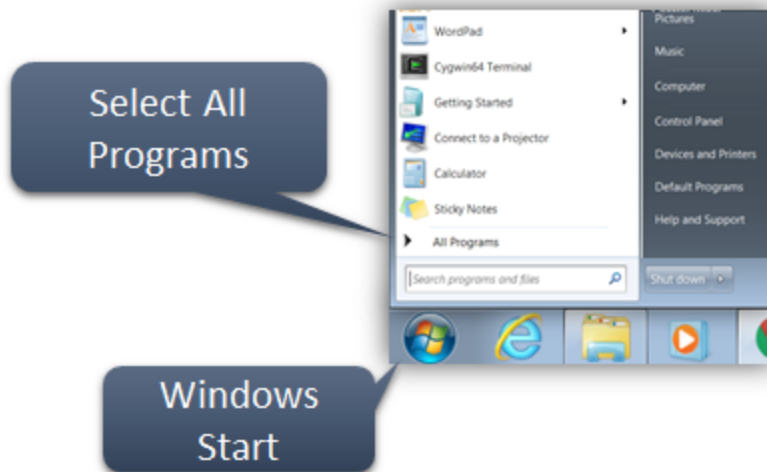 Pictures
WordPad
Music
Cygwin64 Terminal
Computer
Getting Started
Control Panel
Connect to a Projector
Devices and Printers
Calculator
Default Programs
Sticky Notes
Help and Support
All Programs
Search programs and files
Shut down
Select All
Programs
Windows
Start